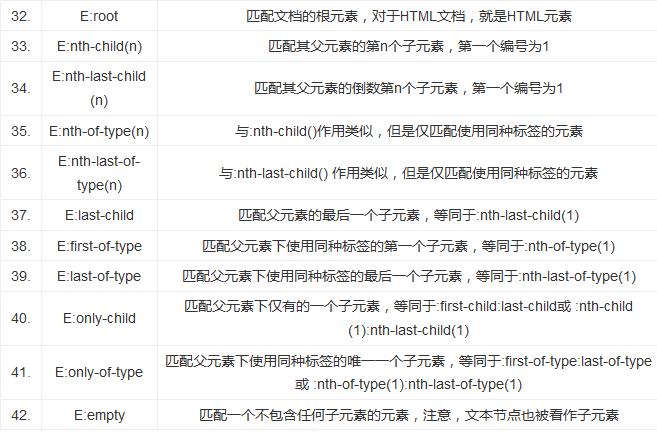 32. E:root 匹配文档的根元素，对于HTML文档，就是HTML元素
33. E:nth-child(n) 匹配其父元素的第n个子元素，第一个编号为1
34. E:nth-last-child
(n) 匹配其父元素的倒数第n个子元素，第一个编号为1
35. E:nth-of-type(n) 与:nth-child()作用类似，但是仅匹配使用同种标签的元素
36. E:nth-last-of-
type(n) 与:nth-last-child() 作用类似，但是仅匹配使用同种标签的元素
37. E:last-child 匹配父元素的最后一个子元素，等同于:nth-last-child(1)
38. E:first-of-type 匹配父元素下使用同种标签的第一个子元素，等同于:nth-of-type(1)
39. E:last-of-type 匹配父元素下使用同种标签的最后一个子元素，等同于:nth-last-of-type(1)
40. E:only-child 匹配父元素下仅有的一个子元素，等同于:first-child:last-child或 :nth-child
(1):nth-last-child(1)
41. E:only-of-type 匹配父元素下使用同种标签的唯一一个子元素，等同于:first-of-type:last-of-type
或 :nth-of-type(1):nth-last-of-type(1)
42. E:empty 匹配一个不包含任何子元素的元素，注意，文本节点也被看作子元素